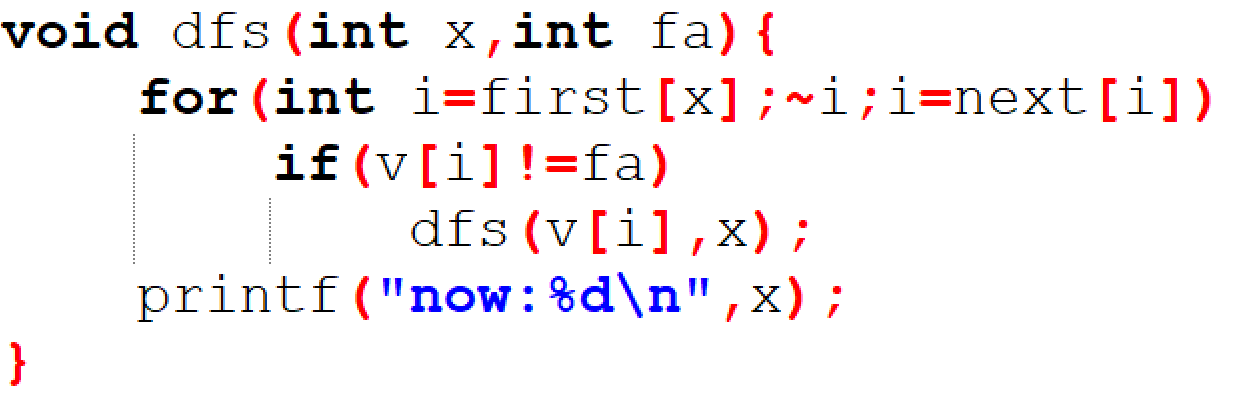 void dfs(int x,int fa){
    for(int i=first[x];~i;i=next[i])
        if(v[i]!=fa)
            dfs(v[i],x);
    printf("now:%d\n",x);
}